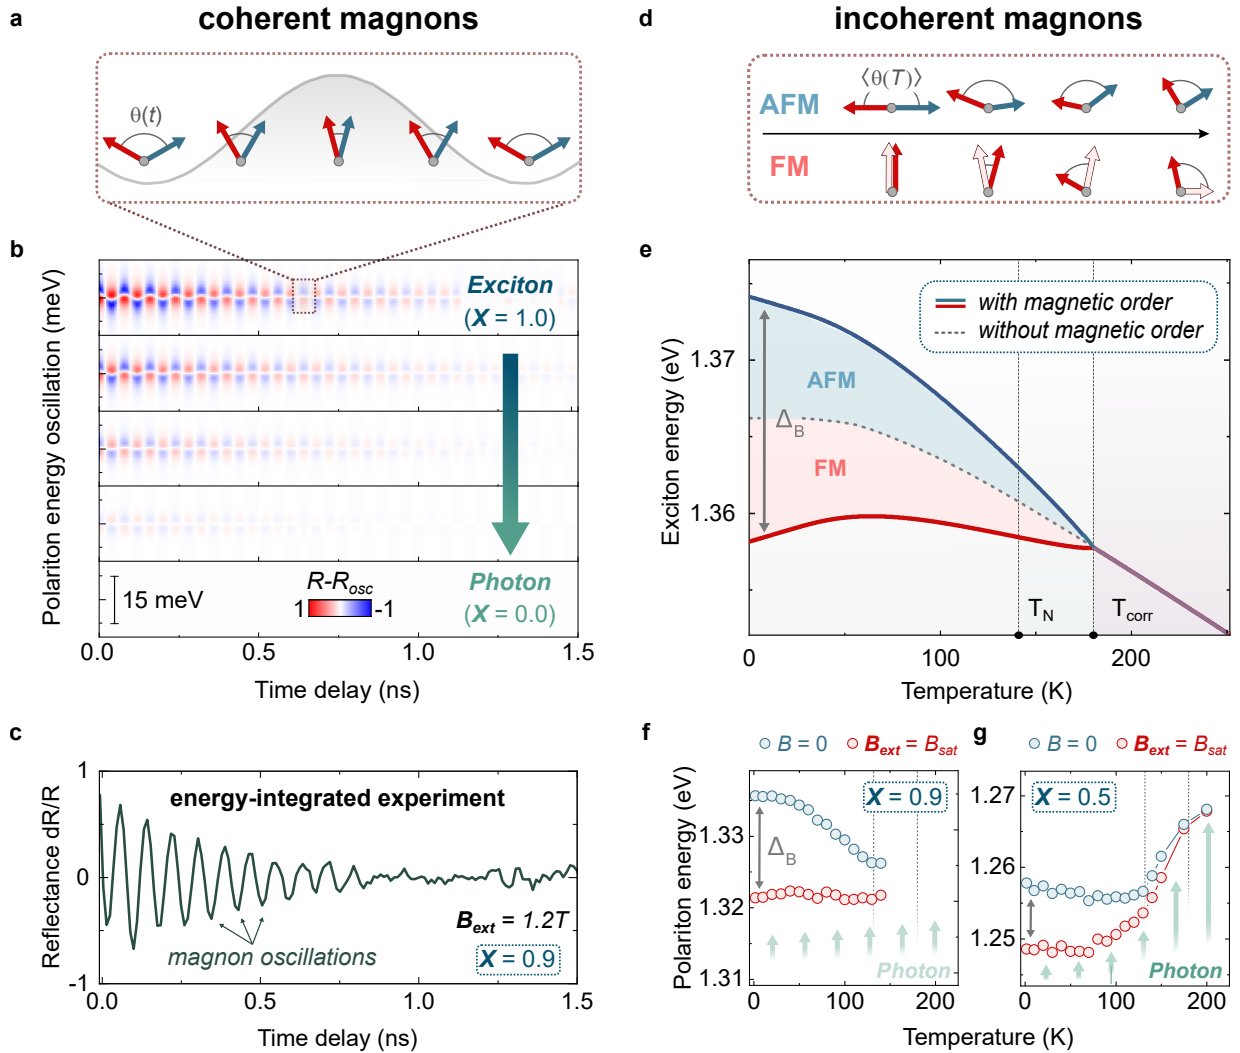 a
coherent magnons
θ(t)
b
Polariton energy oscillation (meV)
Exciton
(X = 1.0)
Photon
(X = 0.0)
15 meV
R-Rosc
1 -1
0.0 0.5 1.0 1.5
Time delay (ns)
c
energy-integrated experiment
Reflectance dR/R
1
0
-1
magnon oscillations
Bext = 1.2T
X = 0.9
0.0 0.5 1.0 1.5
Time delay (ns)
d
incoherent magnons
⟨θ(T)⟩
AFM
FM
e
Exciton energy (eV)
1.37
1.36
with magnetic order
without magnetic order
AFM
ΔB
FM
TN
Tcorr
0 100 200
Temperature (K)
f
B = 0 Bext = Bsat
Polariton energy (eV)
1.33
1.32
1.31
X = 0.9
ΔB
Photon
0 100 200
Temperature (K)
g
B = 0 Bext = Bsat
1.27
1.26
1.25
X = 0.5
Photon
0 100 200
Temperature (K)